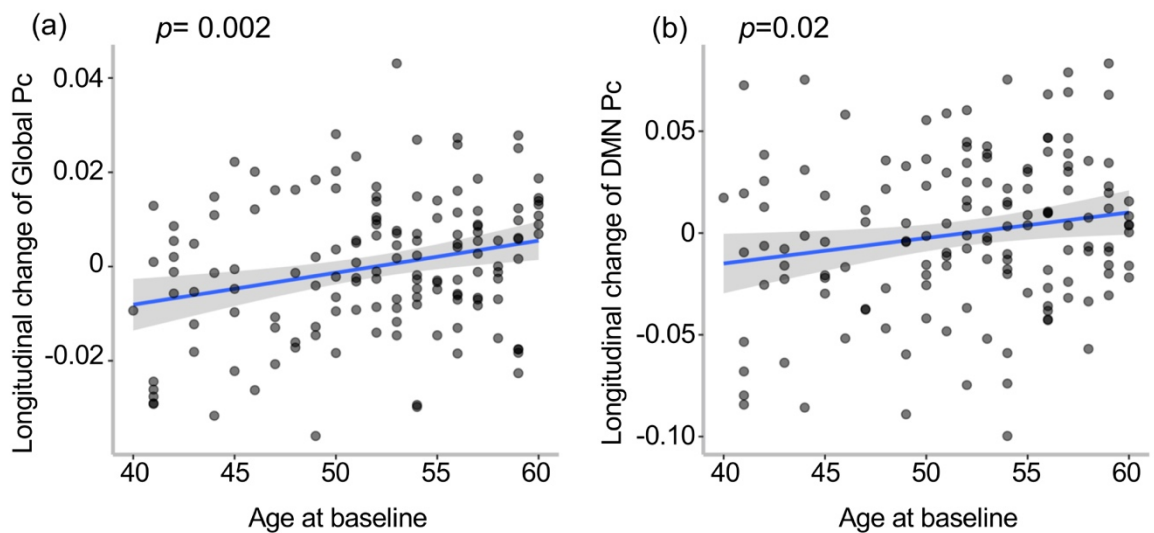 (a)
p= 0.002
Longitudinal change of Global Pc
0.04
0.02
0
-0.02
40
45
50
55
60
Age at baseline
(b)
p=0.02
Longitudinal change of DMN Pc
0.05
0
-0.05
-0.10
40
45
50
55
60
Age at baseline